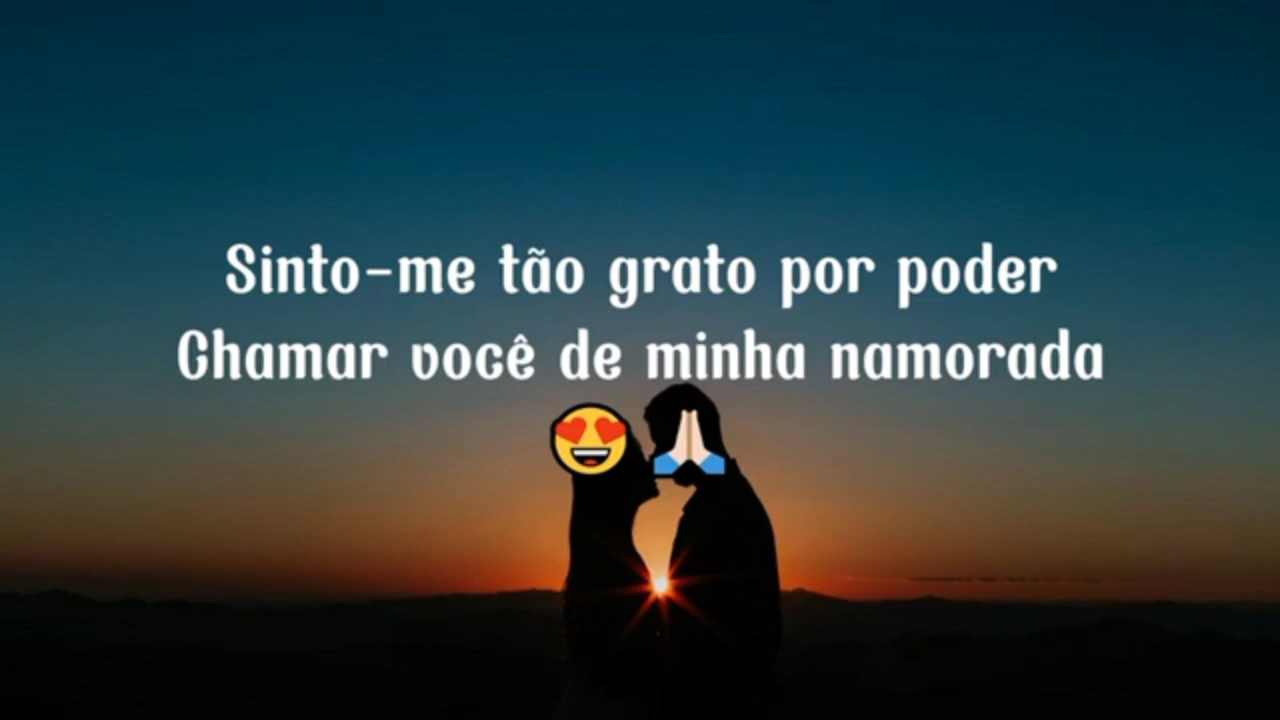 Sinto-me tão grato por poder
Chamar você de minha namorada
😍🙏🏻